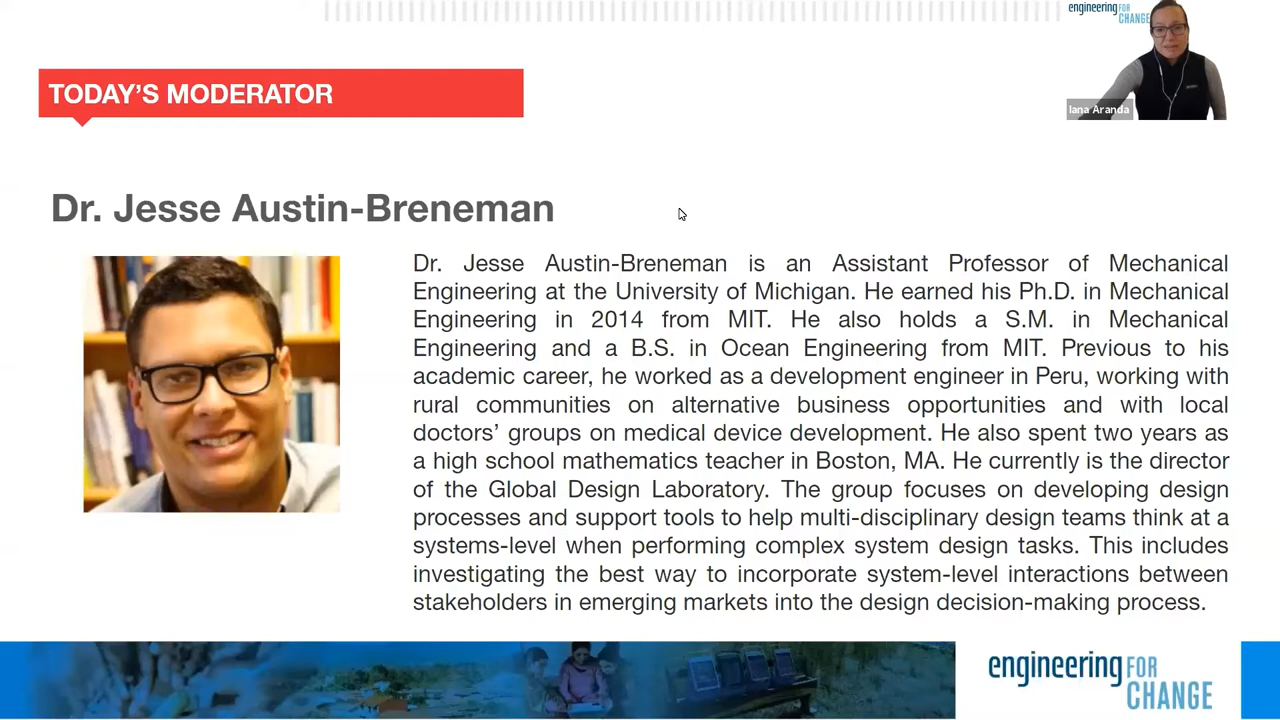 engineering FOR
CHANGE
Iana Aranda
TODAY'S MODERATOR
Dr. Jesse Austin-Breneman
Dr. Jesse Austin-Breneman is an Assistant Professor of Mechanical
Engineering at the University of Michigan. He earned his Ph.D. in Mechanical
Engineering in 2014 from MIT. He also holds a S.M. in Mechanical
Engineering and a B.S. in Ocean Engineering from MIT. Previous to his
academic career, he worked as a development engineer in Peru, working with
rural communities on alternative business opportunities and with local
doctors' groups on medical device development. He also spent two years as
a high school mathematics teacher in Boston, MA. He currently is the director
of the Global Design Laboratory. The group focuses on developing design
processes and support tools to help multi-disciplinary design teams think at a
systems-level when performing complex system design tasks. This includes
investigating the best way to incorporate system-level interactions between
stakeholders in emerging markets into the design decision-making process.
engineering FOR
CHANGE